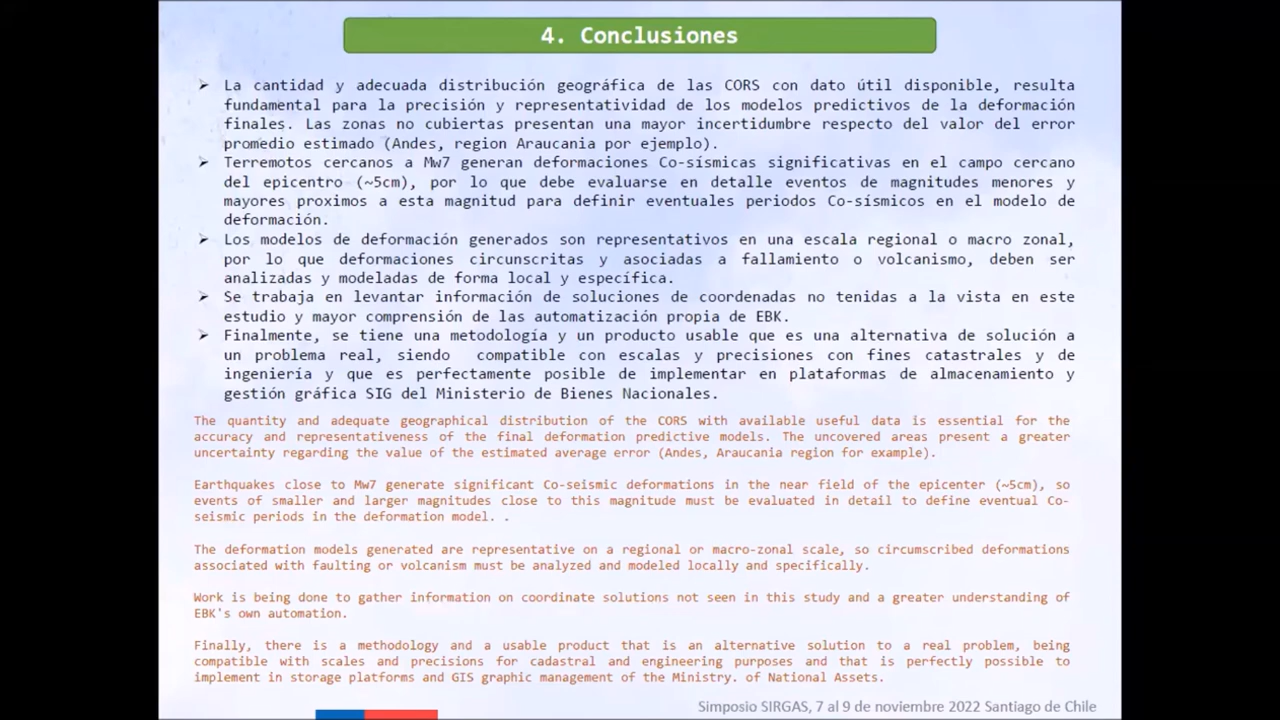 4. Conclusiones
➢ La cantidad y adecuada distribución geográfica de las CORS con dato útil disponible, resulta
fundamental para la precisión y representatividad de los modelos predictivos de la deformación
finales. Las zonas no cubiertas presentan una mayor incertidumbre respecto del valor del error
promedio estimado (Andes, region Araucania por ejemplo).
➢ Terremotos cercanos a Mw7 generan deformaciones Co-sísmicas significativas en el campo cercano
del epicentro (~5cm), por lo que debe evaluarse en detalle eventos de magnitudes menores y
mayores proximos a esta magnitud para definir eventuales periodos Co-sísmicos en el modelo de
deformación.
➢ Los modelos de deformación generados son representativos en una escala regional o macro zonal,
por lo que deformaciones circunscritas y asociadas a fallamiento o volcanismo, deben ser
analizadas y modeladas de forma local y específica.
➢ Se trabaja en levantar información de soluciones de coordenadas no tenidas a la vista en este
estudio y mayor comprensión de las automatización propia de EBK.
➢ Finalmente, se tiene una metodología y un producto usable que es una alternativa de solución a
un problema real, siendo compatible con escalas y precisiones con fines catastrales y de
ingeniería y que es perfectamente posible de implementar en plataformas de almacenamiento y
gestión gráfica SIG del Ministerio de Bienes Nacionales.
The quantity and adequate geographical distribution of the CORS with available useful data is essential for the
accuracy and representativeness of the final deformation predictive models. The uncovered areas present a greater
uncertainty regarding the value of the estimated average error (Andes, Araucania region for example).
Earthquakes close to Mw7 generate significant Co-seismic deformations in the near field of the epicenter (~5cm), so
events of smaller and larger magnitudes close to this magnitude must be evaluated in detail to define eventual Co-
seismic periods in the deformation model. .
The deformation models generated are representative on a regional or macro-zonal scale, so circumscribed deformations
associated with faulting or volcanism must be analyzed and modeled locally and specifically.
Work is being done to gather information on coordinate solutions not seen in this study and a greater understanding of
EBK's own automation.
Finally, there is a methodology and a usable product that is an alternative solution to a real problem, being
compatible with scales and precisions for cadastral and engineering purposes and that is perfectly possible to
implement in storage platforms and GIS graphic management of the Ministry. of National Assets.
Simposio SIRGAS, 7 al 9 de noviembre 2022 Santiago de Chile